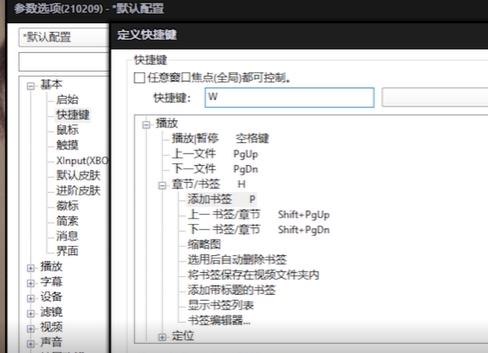 参数选项(210209) - *默认配置
*默认配置
定义快捷键
快捷键
任意窗口焦点(全局)都可控制。
快捷键: W
基本
启始
快捷键
鼠标
触摸
XInput(XBO
默认皮肤
进阶皮肤
徽标
简素
消息
界面
播放
字幕
设备
滤镜
视频
声音
播放
播放|暂停 空格键
上一文件 PgUp
下一文件 PgDn
章节/书签 H
添加书签 P
上一 书签/章节 Shift+PgUp
下一 书签/章节 Shift+PgDn
缩略图
选用后自动删除书签
将书签保存在视频文件夹内
添加带标题的书签
显示书签列表
书签编辑器...
定位